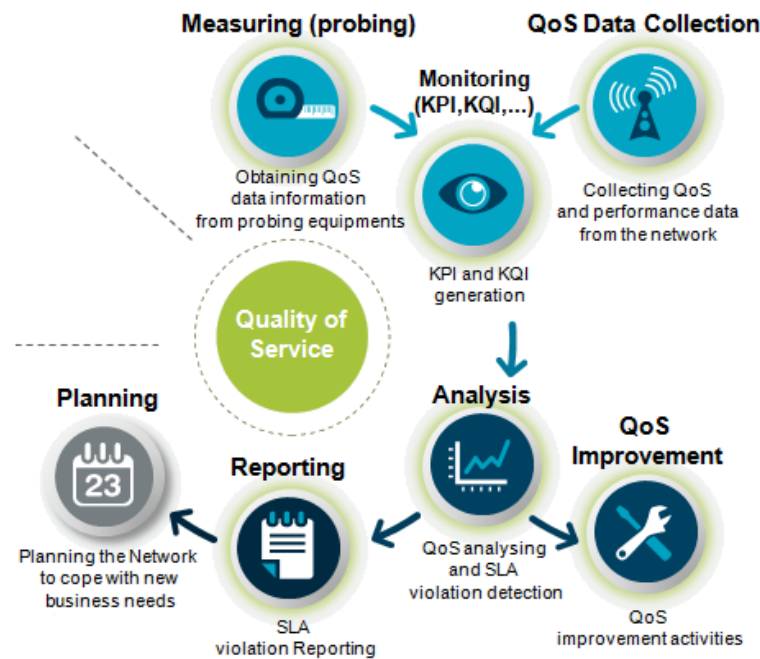 Measuring (probing)
QoS Data Collection
Monitoring
(KPI,KQI,...)
Obtaining QoS
data information
from probing equipments
Collecting QoS
and performance data
from the network
KPI and KQI
generation
Quality of
Service
Planning
Analysis
QoS
Improvement
Reporting
23
Planning the Network
to cope with new
business needs
QoS analysing
and SLA
violation detection
SLA
violation Reporting
QoS
improvement activities